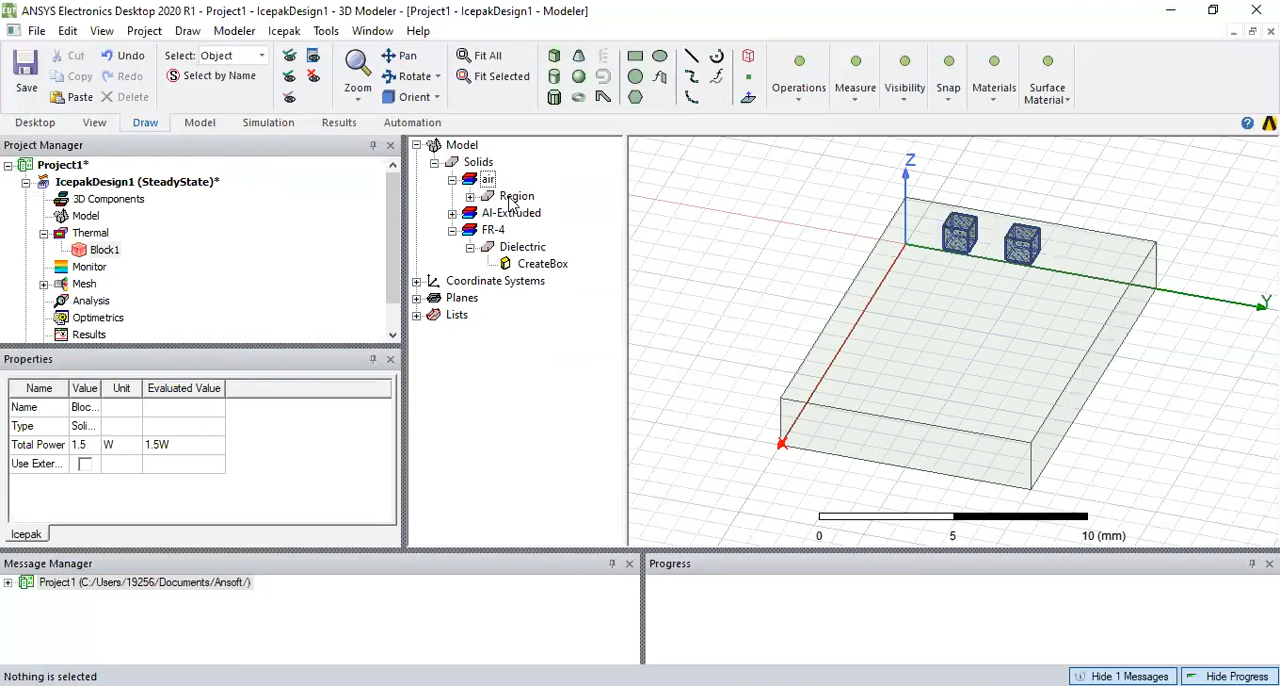 ANSYS Electronics Desktop 2020 R1 - Project1 - IcepakDesign1 - 3D Modeler - [Project1 - IcepakDesign1 - Modeler]
File Edit View Project Draw Modeler Icepak Tools Window Help
Save Cut Copy Paste Undo Redo Delete Select: Object Select by Name Zoom Pan Rotate Orient Fit All Fit Selected Operations Measure Visibility Snap Materials Surface Material
Desktop View Draw Model Simulation Results Automation
Project Manager
Project1*
IcepakDesign1 (SteadyState)*
3D Components
Model
Thermal
Block1
Monitor
Mesh
Analysis
Optimetrics
Results
Properties
Name Value Unit Evaluated Value
Name Bloc...
Type Soli...
Total Power 1.5 W 1.5W
Use Exter...
Icepak
Model
Solids
air
Region
Al-Extruded
FR-4
Dielectric
CreateBox
Coordinate Systems
Planes
Lists
Z
Y
0 5 10 (mm)
Message Manager
Project1 (C:/Users/19256/Documents/Ansoft/)
Progress
Nothing is selected
Hide 1 Messages Hide Progress